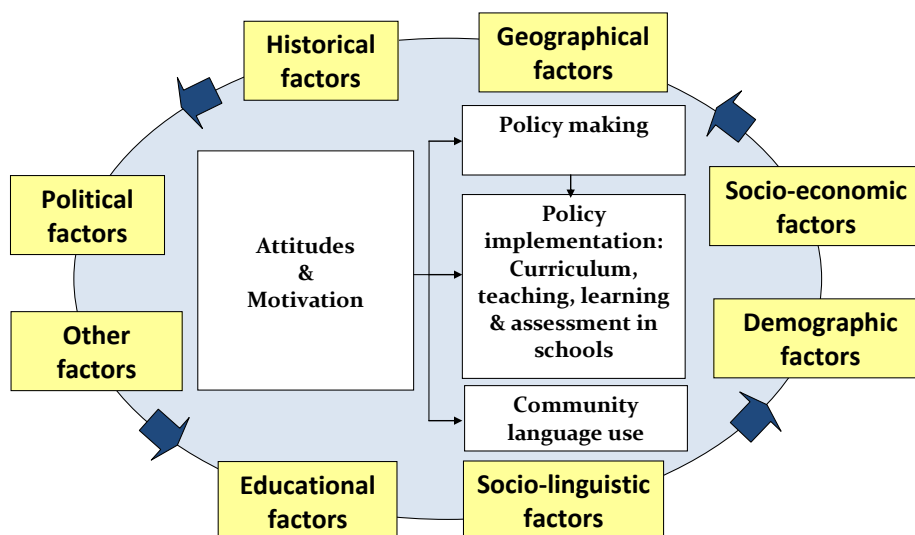 Historical
factors
Geographical
factors
Policy making
Political
factors
Socio-economic
factors
Attitudes
&
Motivation
Policy
implementation:
Curriculum,
teaching, learning
& assessment in
schools
Other
factors
Demographic
factors
Community
language use
Educational
factors
Socio-linguistic
factors